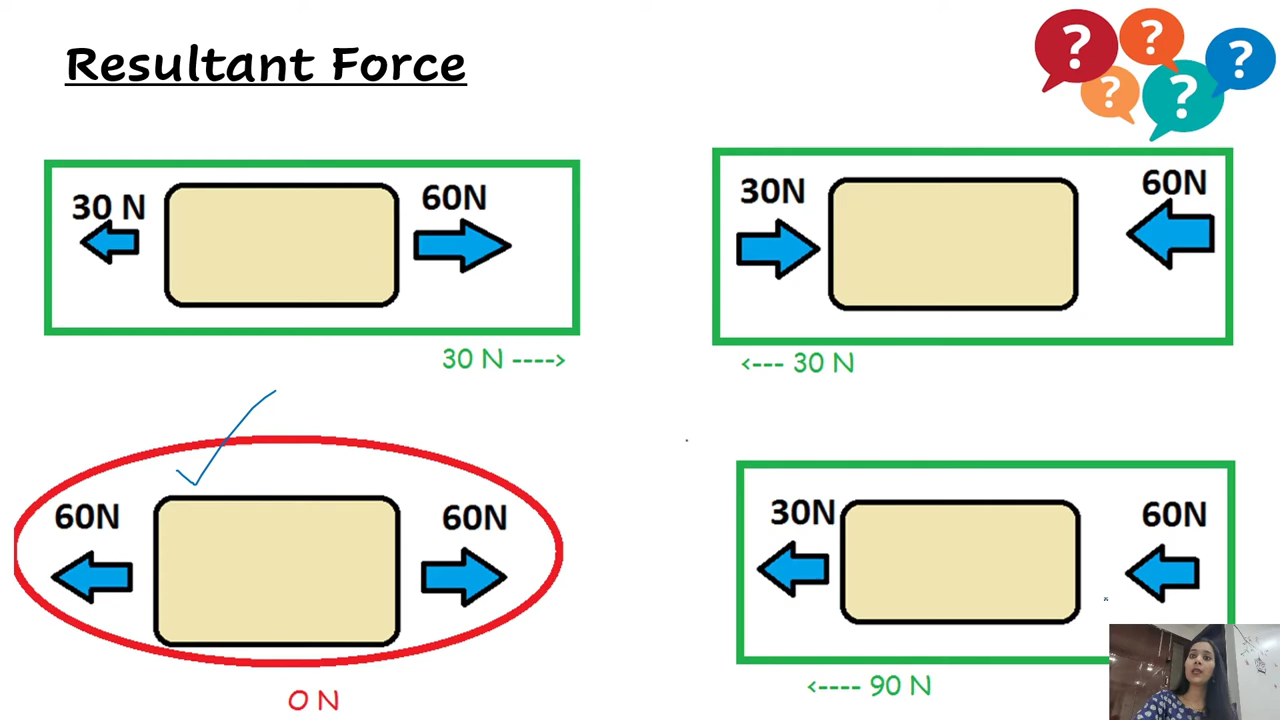 Resultant Force
? ? ? ? ?
30 N
60N
30N
60N
30 N ---->
<--- 30 N
60N
60N
30N
60N
0 N
<---- 90 N